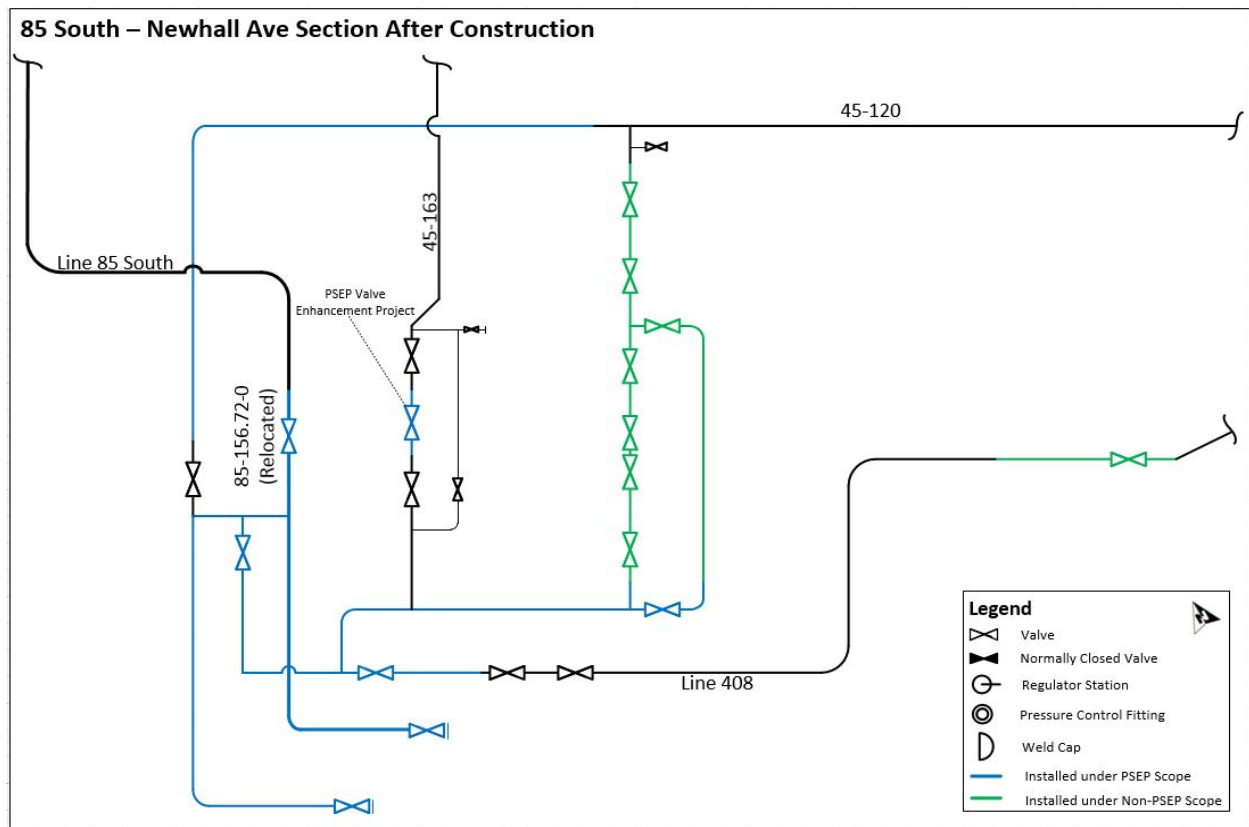 85 South – Newhall Ave Section After Construction
45-120
45-163
Line 85 South
PSEP Valve
Enhancement Project
85-156.72-0
(Relocated)
Line 408
Legend
Valve
Normally Closed Valve
Regulator Station
Pressure Control Fitting
Weld Cap
Installed under PSEP Scope
Installed under Non-PSEP Scope